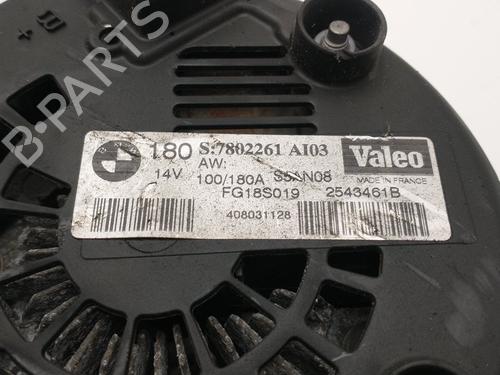 B +
180 S:7802261 AI03 Valeo
14V AW: MADE IN FRANCE
100/180A S5AN08
FG18S019 2543461B
408031128
B-PARTS